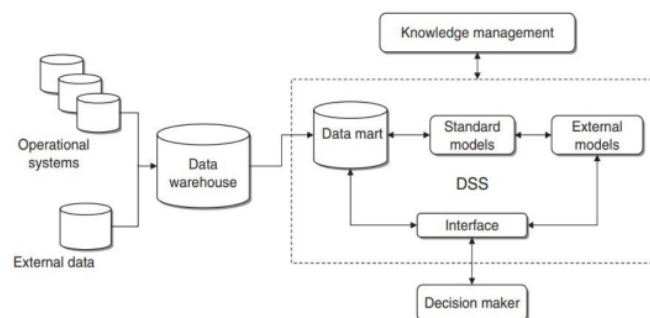 Knowledge management
Operational
systems
Data
warehouse
Data mart
Standard
models
External
models
DSS
Interface
External data
Decision maker